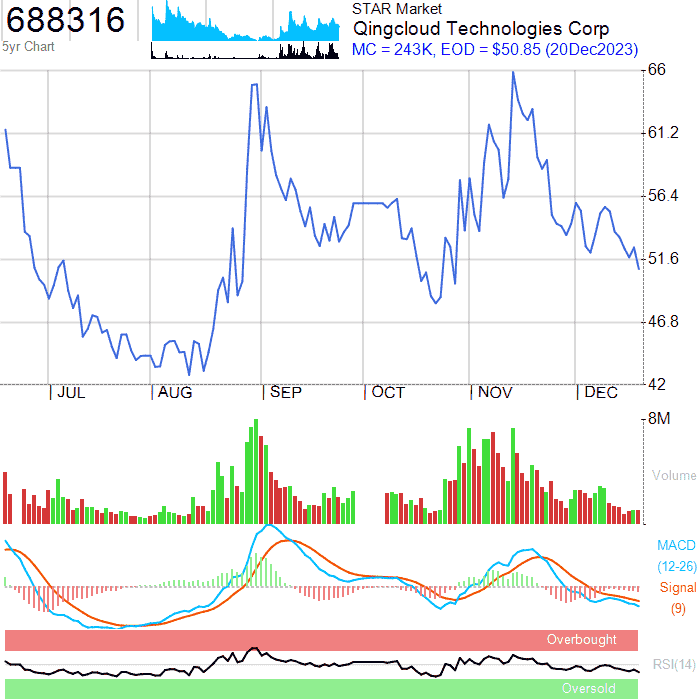 688316
5yr Chart
STAR Market
Qingcloud Technologies Corp
MC = 243K, EOD = $50.85 (20Dec2023)
66
61.2
56.4
51.6
46.8
42
JUL
AUG
SEP
OCT
NOV
DEC
8M
Volume
MACD
(12-26)
Signal
(9)
Overbought
RSI(14)
Oversold